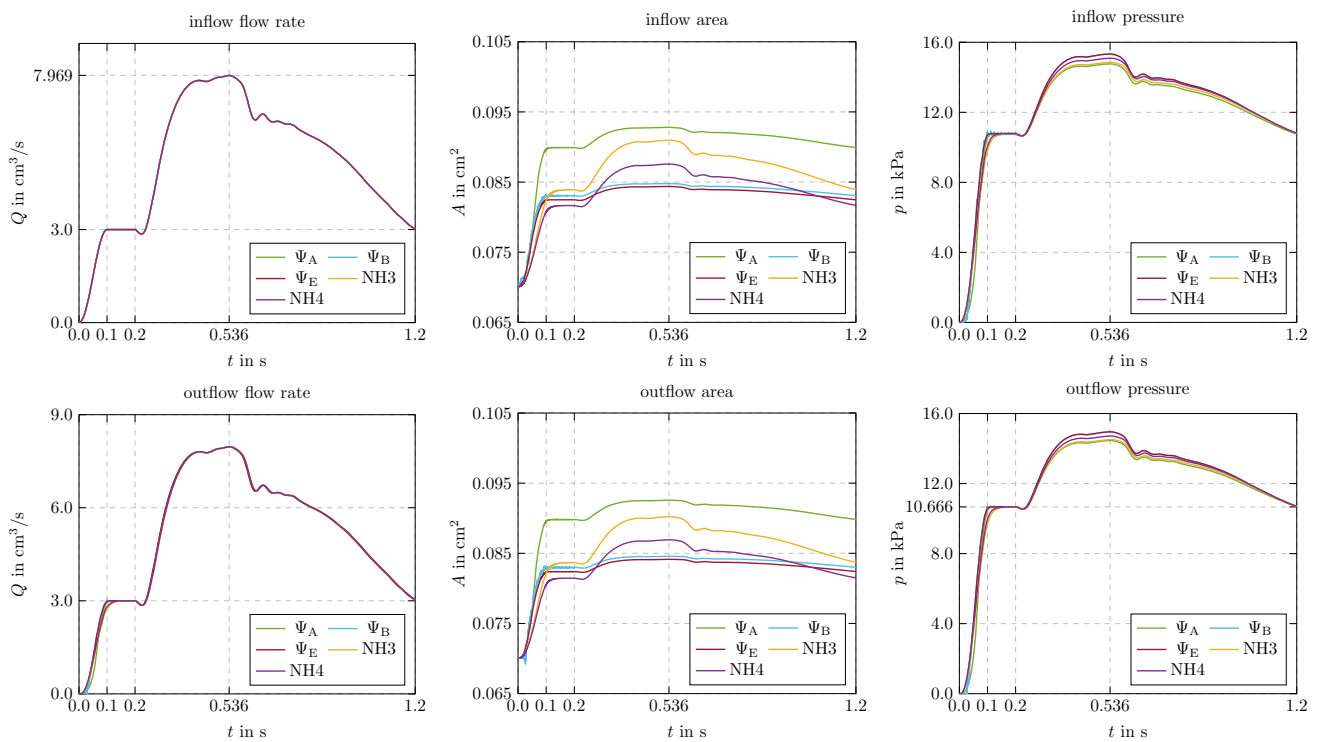 inflow flow rate
7.969
3.0
0.0
0.0 0.1 0.2 0.536 1.2
Q in cm³/s
t in s
Ψ_A Ψ_B
Ψ_E NH3
NH4
inflow area
0.105
0.095
0.085
0.075
0.065
0.0 0.1 0.2 0.536 1.2
A in cm²
t in s
Ψ_A Ψ_B
Ψ_E NH3
NH4
inflow pressure
16.0
12.0
8.0
4.0
0.0
0.0 0.1 0.2 0.536 1.2
p in kPa
t in s
Ψ_A Ψ_B
Ψ_E NH3
NH4
outflow flow rate
9.0
6.0
3.0
0.0
0.0 0.1 0.2 0.536 1.2
Q in cm³/s
t in s
Ψ_A Ψ_B
Ψ_E NH3
NH4
outflow area
0.105
0.095
0.085
0.075
0.065
0.0 0.1 0.2 0.536 1.2
A in cm²
t in s
Ψ_A Ψ_B
Ψ_E NH3
NH4
outflow pressure
16.0
12.0
10.666
8.0
4.0
0.0
0.0 0.1 0.2 0.536 1.2
p in kPa
t in s
Ψ_A Ψ_B
Ψ_E NH3
NH4